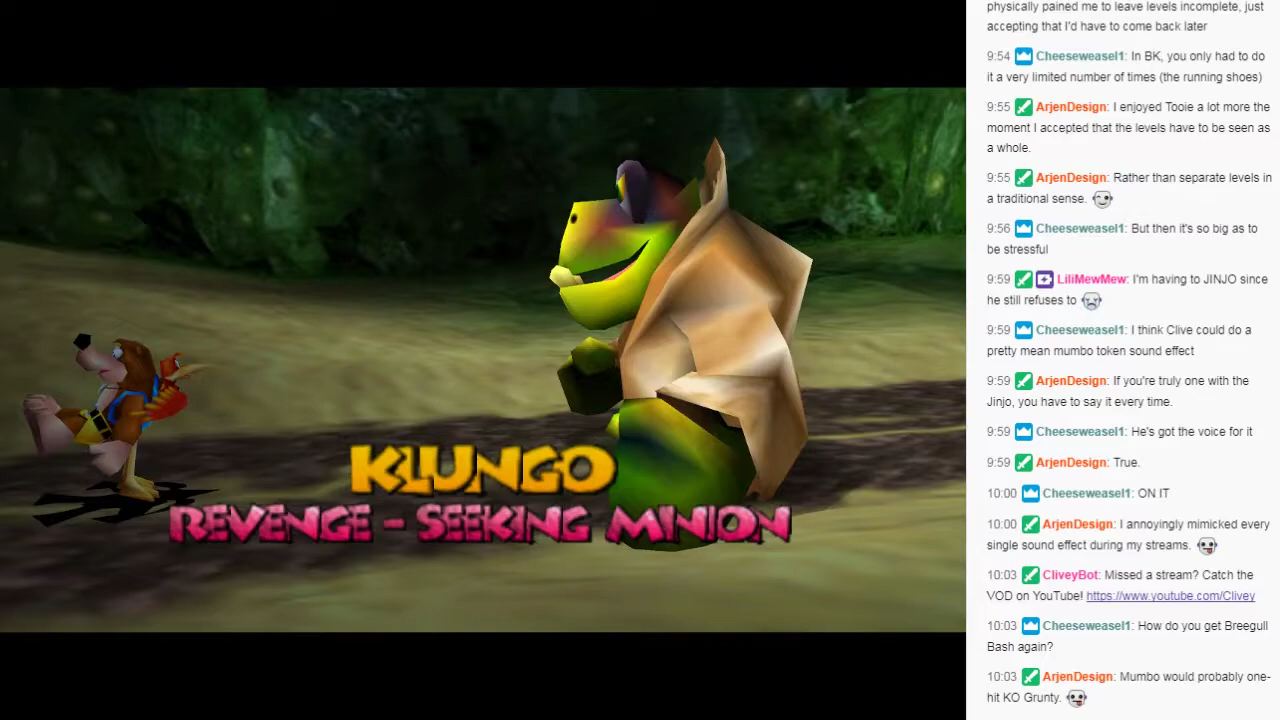 KLUNGO
REVENGE - SEEKING MINION
physically pained me to leave levels incomplete, just
accepting that I'd have to come back later
9:54 Cheeseweasel1: In BK, you only had to do
it a very limited number of times (the running shoes)
9:55 ArjenDesign: I enjoyed Tooie a lot more the
moment I accepted that the levels have to be seen as
a whole.
9:55 ArjenDesign: Rather than separate levels in
a traditional sense.
9:56 Cheeseweasel1: But then it's so big as to
be stressful
9:59 LiliMewMew: I'm having to JINJO since
he still refuses to
9:59 Cheeseweasel1: I think Clive could do a
pretty mean mumbo token sound effect
9:59 ArjenDesign: If you're truly one with the
Jinjo, you have to say it every time.
9:59 Cheeseweasel1: He's got the voice for it
9:59 ArjenDesign: True.
10:00 Cheeseweasel1: ON IT
10:00 ArjenDesign: I annoyingly mimicked every
single sound effect during my streams.
10:03 CliveyBot: Missed a stream? Catch the
VOD on YouTube! https://www.youtube.com/Clivey
10:03 Cheeseweasel1: How do you get Breegull
Bash again?
10:03 ArjenDesign: Mumbo would probably one-
hit KO Grunty.